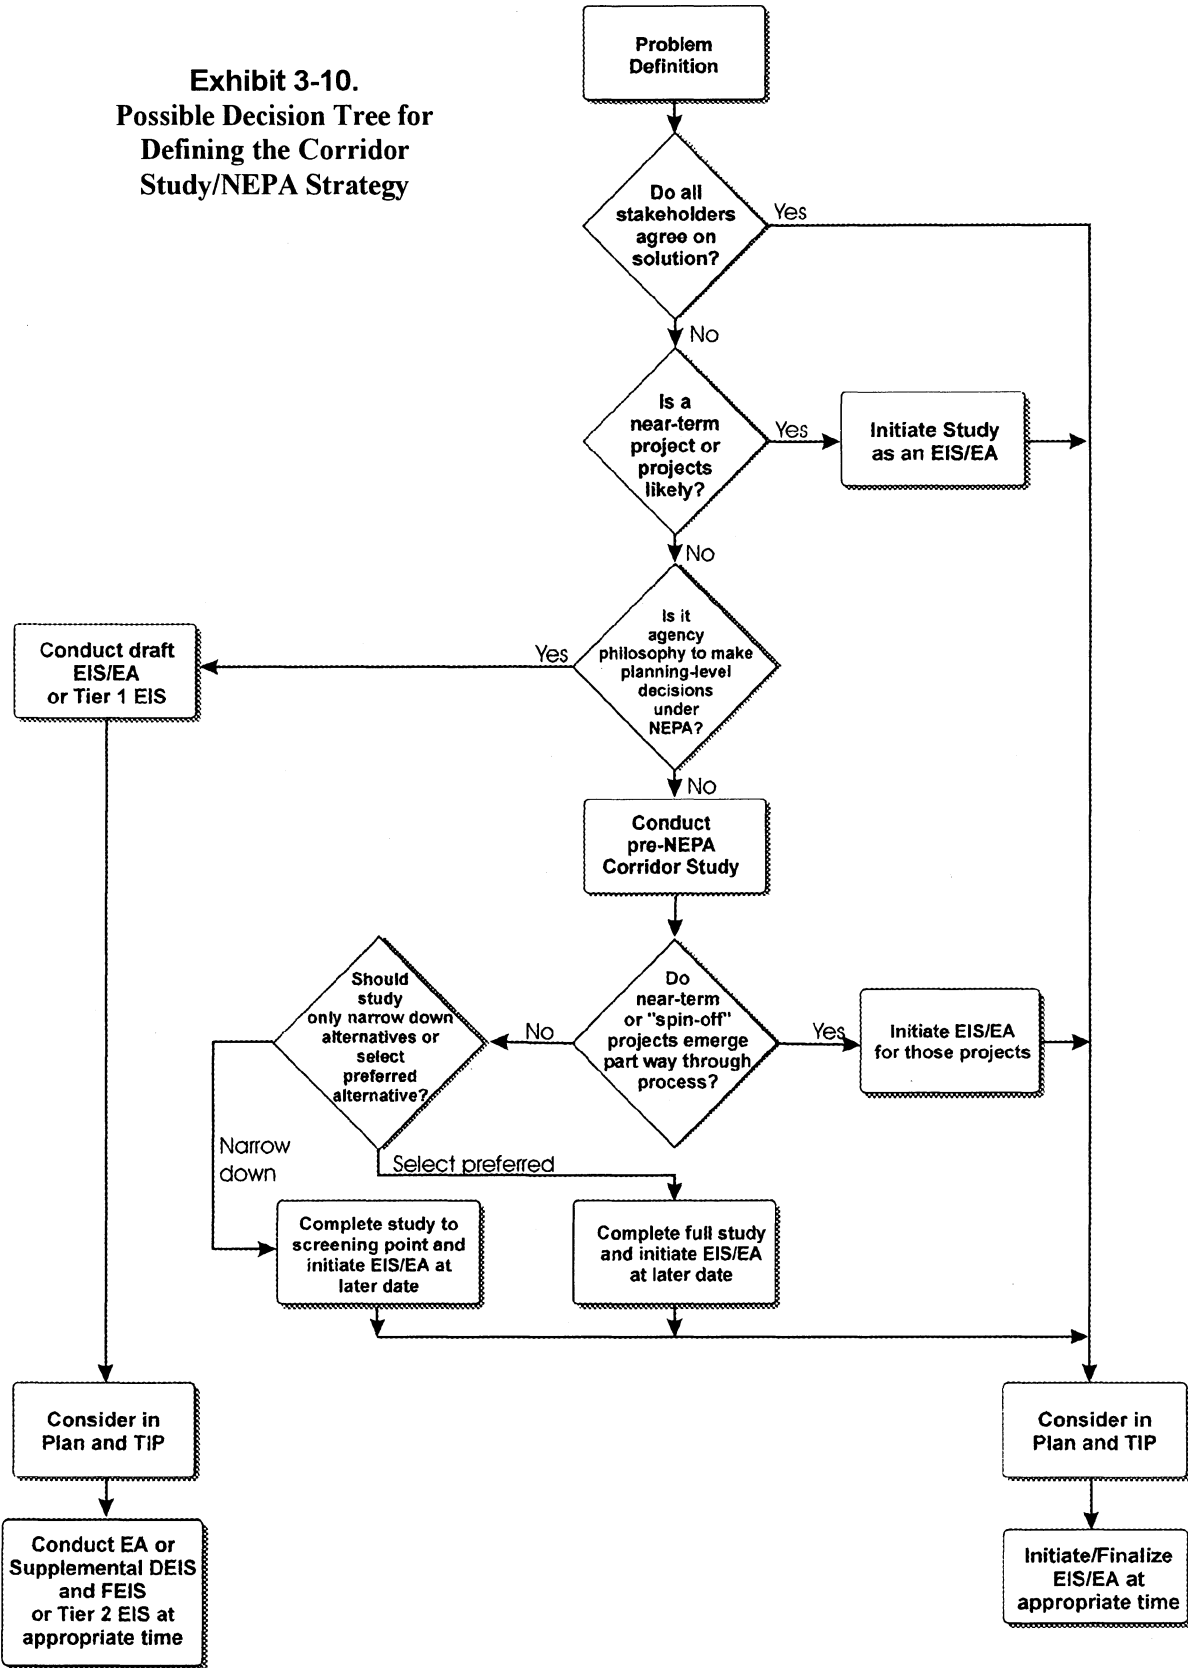 Exhibit 3-10.
Possible Decision Tree for
Defining the Corridor
Study/NEPA Strategy
Problem
Definition
Do all
stakeholders
agree on
solution?
Yes
No
Is a
near-term
project or
projects
likely?
Yes
Initiate Study
as an EIS/EA
No
Is it
agency
philosophy to make
planning-level
decisions
under
NEPA?
Yes
Conduct draft
EIS/EA
or Tier 1 EIS
No
Conduct
pre-NEPA
Corridor Study
Do
near-term
or "spin-off"
projects emerge
part way through
process?
Yes
Initiate EIS/EA
for those projects
No
Should
study
only narrow down
alternatives or
select
preferred
alternative?
Narrow
down
Select preferred
Complete study to
screening point and
initiate EIS/EA at
later date
Complete full study
and initiate EIS/EA
at later date
Consider in
Plan and TIP
Conduct EA or
Supplemental DEIS
and FEIS
or Tier 2 EIS at
appropriate time
Consider in
Plan and TIP
Initiate/Finalize
EIS/EA at
appropriate time